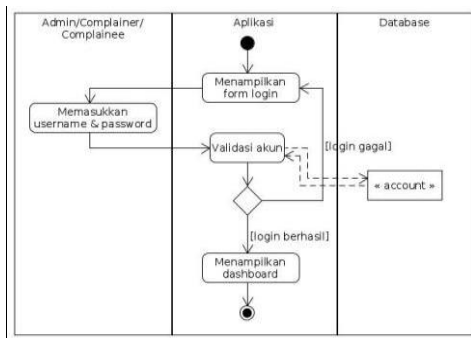 Admin/Complainer/
Complainee
Aplikasi
Database
Menampilkan
form login
Memasukkan
username & password
Validasi akun
[login gagal]
« account »
[login berhasil]
Menampilkan
dashboard